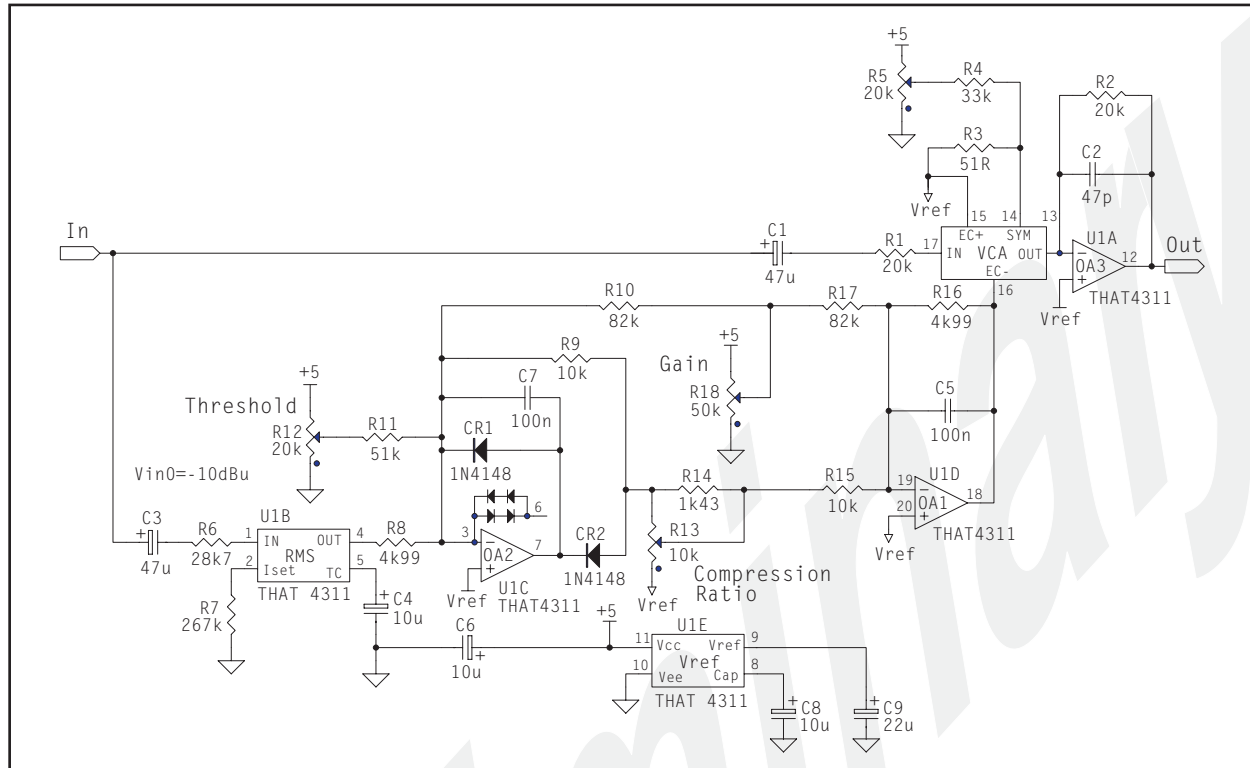 +5
R5
20k
R4
33k
R2
20k
R3
51R
C2
47p
Vref
15
14
13
EC+
SYM
In
C1
47u
R1
20k
17
IN
VCA
OUT
EC-
16
U1A
OA3
12
Out
THAT4311
Vref
R10
82k
R17
82k
R16
4k99
R9
10k
+5
Gain
R18
50k
C7
100n
C5
100n
+5
Threshold
R12
20k
R11
51k
CR1
1N4148
Vin0=-10dBu
6
R14
1k43
R15
10k
19
20
U1D
OA1
18
THAT4311
Vref
C3
47u
R6
28k7
U1B
1
IN
OUT
4
RMS
2
Iset
TC
5
THAT 4311
R8
4k99
3
OA2
7
U1C
THAT4311
Vref
CR2
1N4148
R13
10k
Compression
Ratio
Vref
R7
267k
C4
10u
C6
10u
+5
U1E
11
Vcc
Vref
9
Vref
10
Vee
Cap
8
THAT 4311
C8
10u
C9
22u